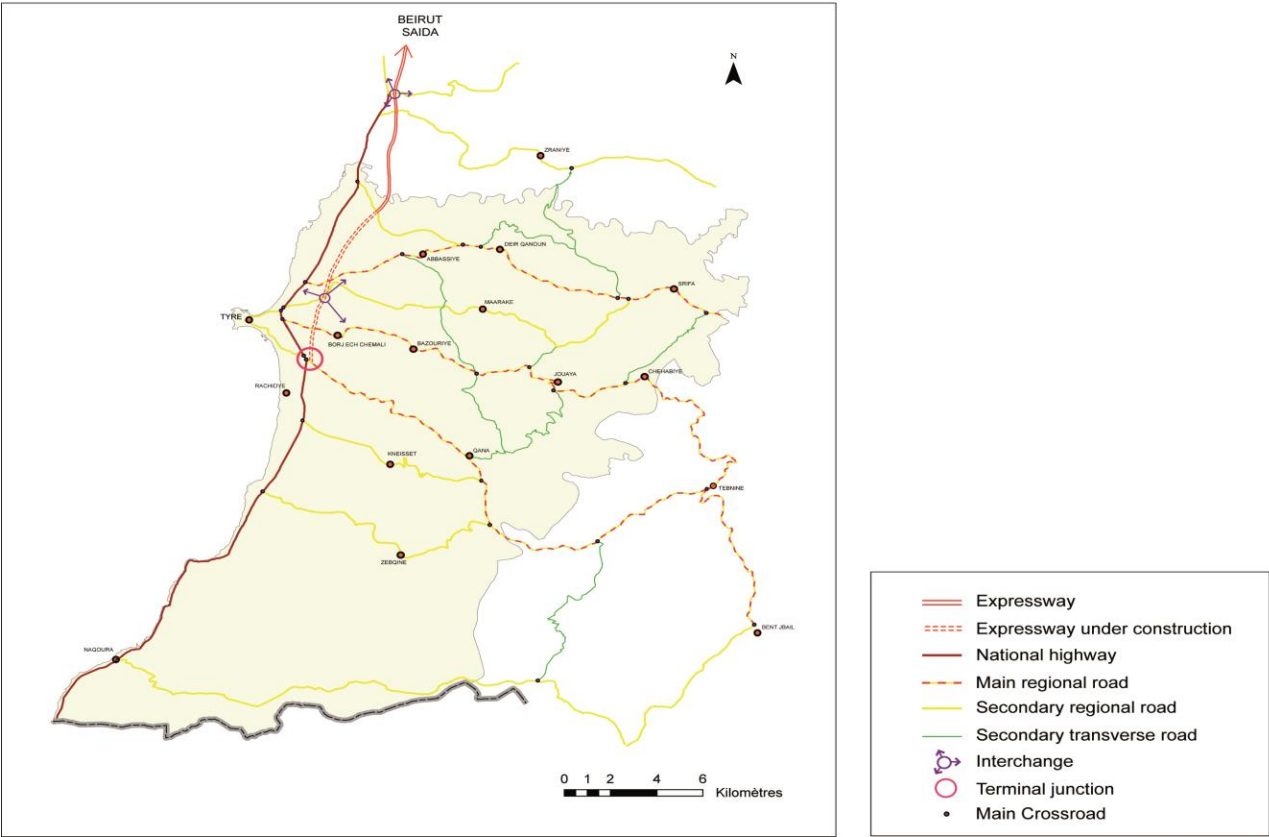 BEIRUT
SAIDA
N
ZRANIYE
DEIR QANOUN
ABBASSIYE
SRIFA
MAARAKE
TYRE
BORJ ECH CHEMALI
BAZOURIYE
JOUAYA
CHEHABIYE
RACHIDIYE
QANA
KNEISSET
TEBNINE
ZEBQINE
BENT JBAIL
NAQOURA
0 1 2 4 6
Kilomètres
Expressway
Expressway under construction
National highway
Main regional road
Secondary regional road
Secondary transverse road
Interchange
Terminal junction
Main Crossroad